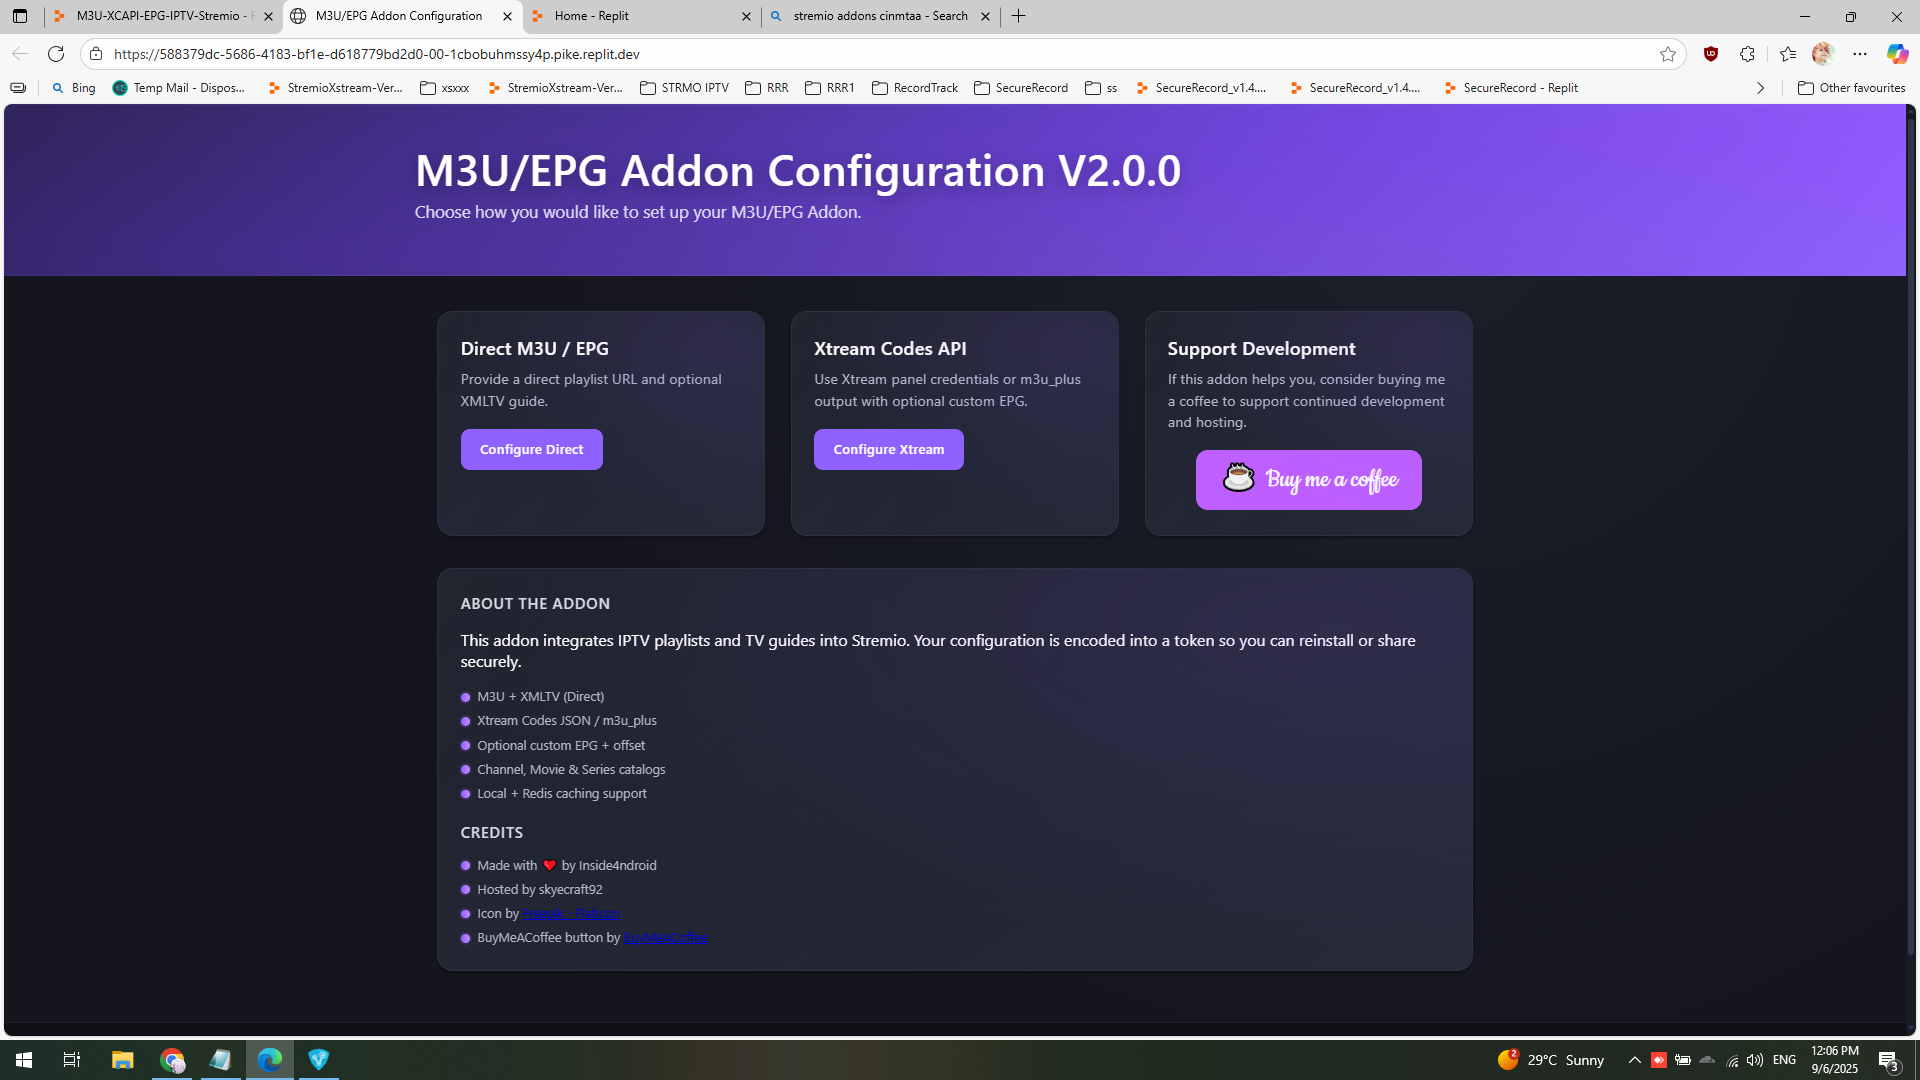 M3U-XCAPI-EPG-IPTV-Stremio -
M3U/EPG Addon Configuration
Home - Replit
stremio addons cinmtaa - Search
https://588379dc-5686-4183-bf1e-d618779bd2d0-00-1cbobuhmssy4p.pike.replit.dev
Bing
Temp Mail - Dispos...
StremioXstream-Ver...
xsxxx
StremioXstream-Ver...
STRMO IPTV
RRR
RRR1
RecordTrack
SecureRecord
ss
SecureRecord_v1.4....
SecureRecord_v1.4....
SecureRecord - Replit
Other favourites
M3U/EPG Addon Configuration V2.0.0
Choose how you would like to set up your M3U/EPG Addon.
Direct M3U / EPG
Provide a direct playlist URL and optional
XMLTV guide.
Configure Direct
Xtream Codes API
Use Xtream panel credentials or m3u_plus
output with optional custom EPG.
Configure Xtream
Support Development
If this addon helps you, consider buying me
a coffee to support continued development
and hosting.
Buy me a coffee
ABOUT THE ADDON
This addon integrates IPTV playlists and TV guides into Stremio. Your configuration is encoded into a token so you can reinstall or share
securely.
M3U + XMLTV (Direct)
Xtream Codes JSON / m3u_plus
Optional custom EPG + offset
Channel, Movie & Series catalogs
Local + Redis caching support
CREDITS
Made with ❤️ by Inside4ndroid
Hosted by skyecraft92
Icon by Freepik - Flaticon
BuyMeACoffee button by BuyMeACoffee
2
29°C Sunny
ENG
12:06 PM
9/6/2025
3